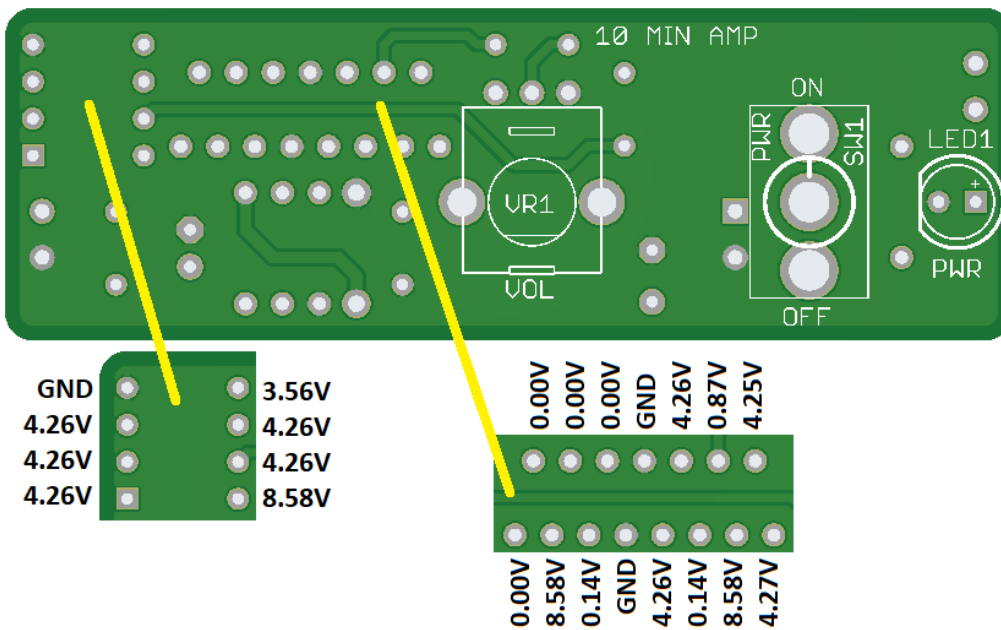 10 MIN AMP
ON
PWR
SW1
LED1
+
VR1
PWR
VOL
OFF
GND
3.56V
4.26V
4.26V
4.26V
4.26V
4.26V
8.58V
0.00V
0.00V
0.00V
GND
4.26V
0.87V
4.25V
0.00V
8.58V
0.14V
GND
4.26V
0.14V
8.58V
4.27V